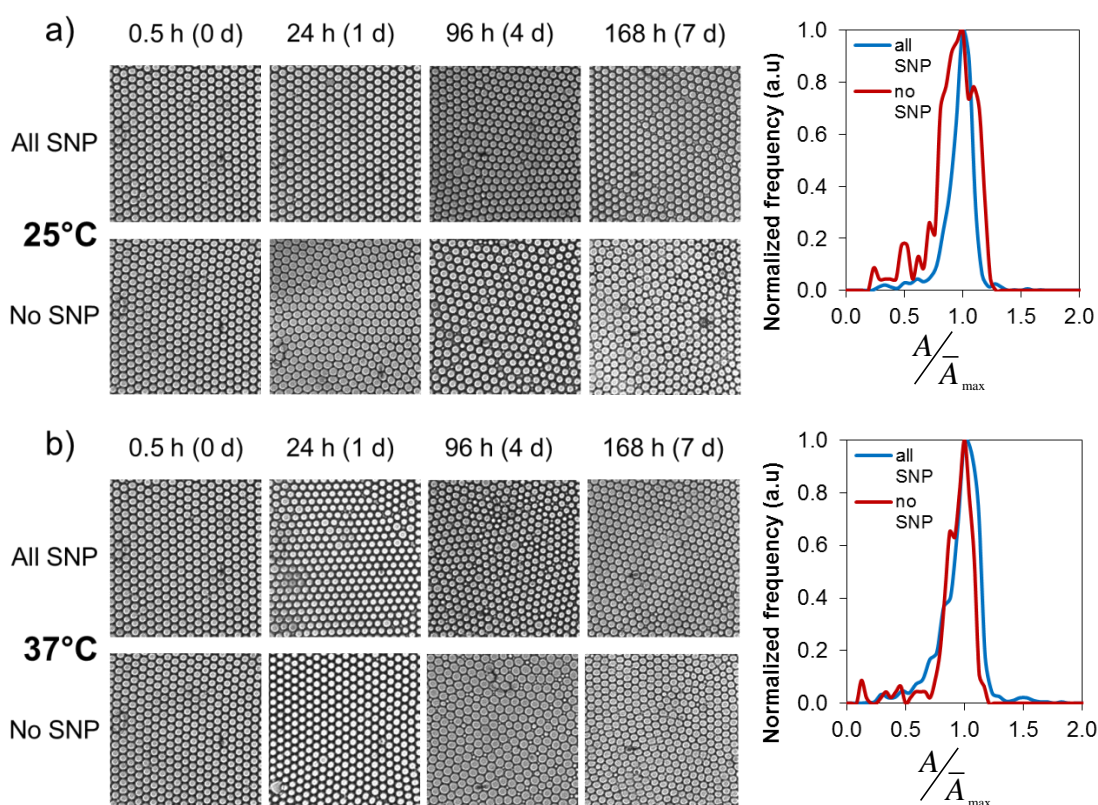 a)
0.5 h (0 d) 24 h (1 d) 96 h (4 d) 168 h (7 d)
All SNP
25°C
No SNP
Normalized frequency (a.u)
1.0
0.8
0.6
0.4
0.2
0.0
all
SNP
no
SNP
0.0 0.5 1.0 1.5 2.0
A/A̅max
b)
0.5 h (0 d) 24 h (1 d) 96 h (4 d) 168 h (7 d)
All SNP
37°C
No SNP
Normalized frequency (a.u)
1.0
0.8
0.6
0.4
0.2
0.0
all
SNP
no
SNP
0.0 0.5 1.0 1.5 2.0
A/A̅max